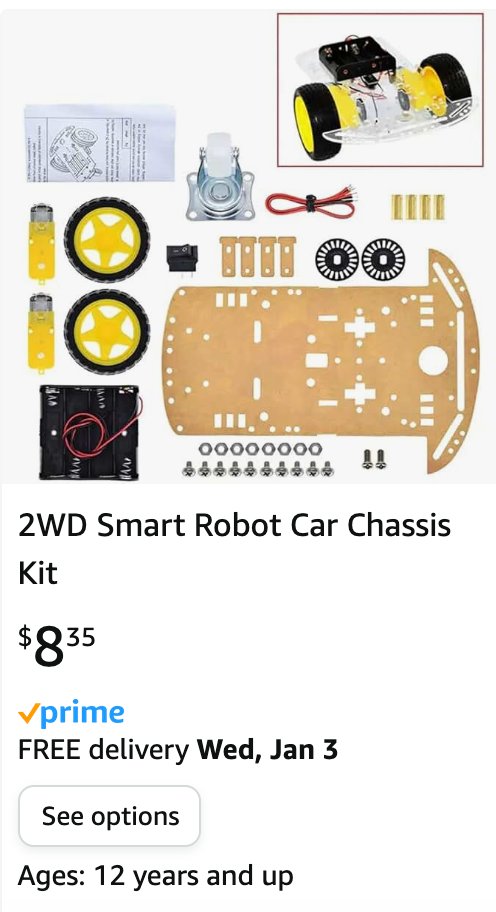 2WD Smart Robot Car Chassis
Kit
$8 35
prime
FREE delivery Wed, Jan 3
See options
Ages: 12 years and up